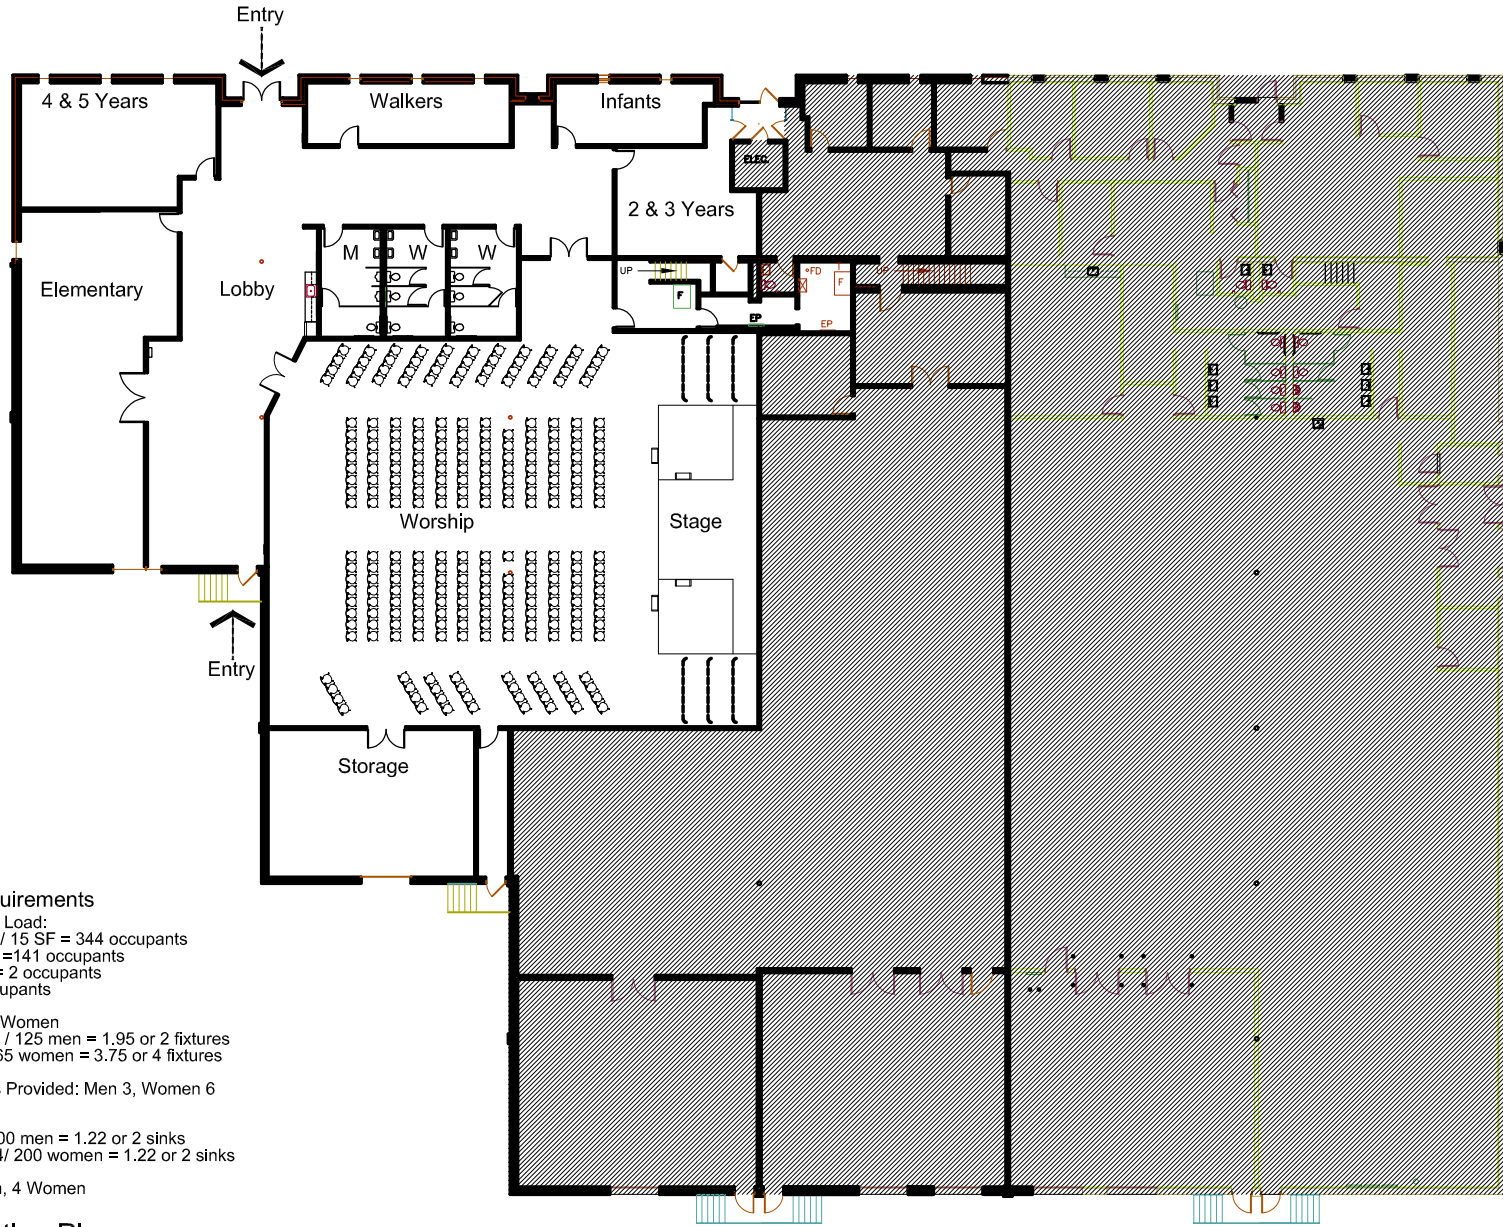 Entry
4 & 5 Years
Walkers
Infants
ELEC.
2 & 3 Years
M
W
W
UP
FD
UP
F
F
EP
EP
Elementary
Lobby
Worship
Stage
Entry
Storage
uirements
Load:
/ 15 SF = 344 occupants
=141 occupants
= 2 occupants
upants
Women
/ 125 men = 1.95 or 2 fixtures
65 women = 3.75 or 4 fixtures
s Provided: Men 3, Women 6
00 men = 1.22 or 2 sinks
4/ 200 women = 1.22 or 2 sinks
n, 4 Women